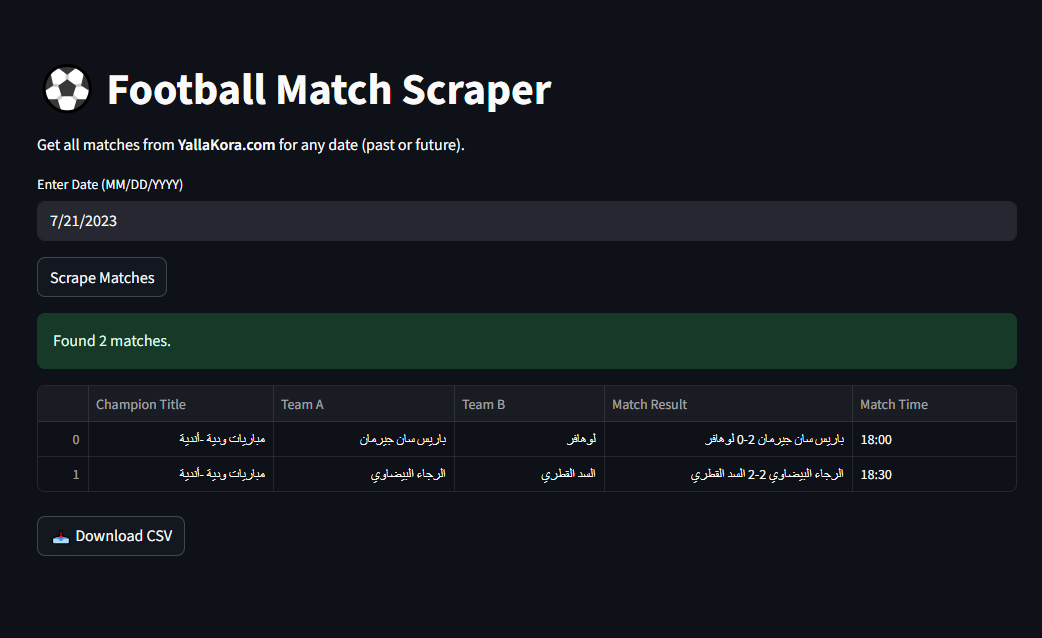 Football Match Scraper
Get all matches from YallaKora.com for any date (past or future).
Enter Date (MM/DD/YYYY)
7/21/2023
Scrape Matches
Found 2 matches.
Champion Title Team A Team B Match Result Match Time
0 مباريات ودية -أندية باريس سان جيرمان لوهافر باريس سان جيرمان 2-0 لوهافر 18:00
1 مباريات ودية -أندية الرجاء البيضاوي السد القطري الرجاء البيضاوي 2-2 السد القطري 18:30
Download CSV